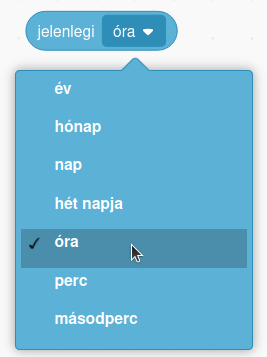 jelenlegi óra
év
hónap
nap
hét napja
óra
perc
másodperc